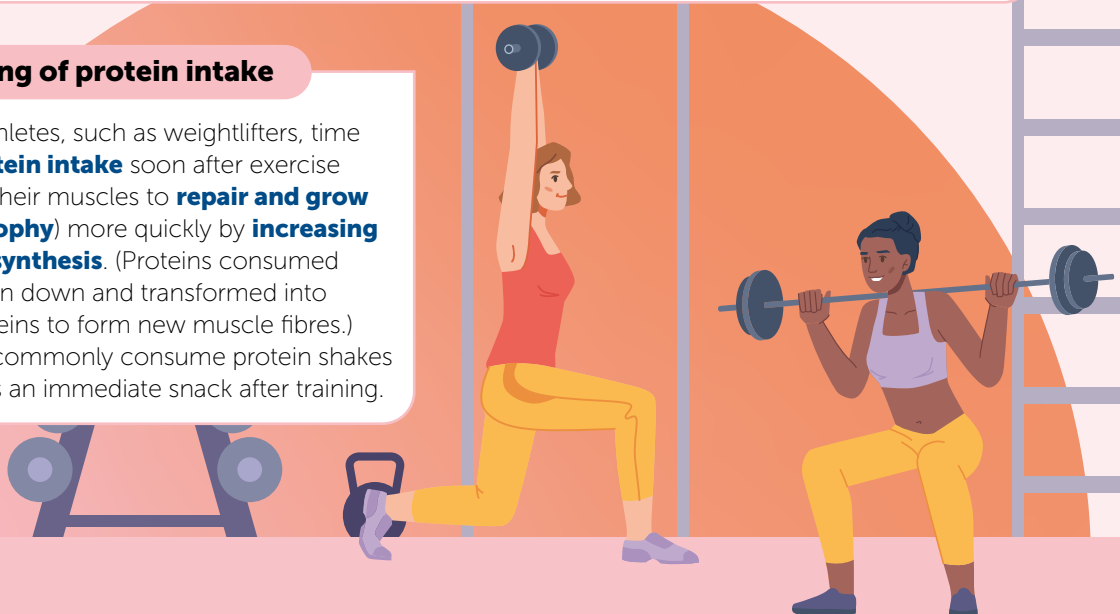 ng of protein intake
hletes, such as weightlifters, time
tein intake soon after exercise
heir muscles to repair and grow
ophy) more quickly by increasing
synthesis. (Proteins consumed
n down and transformed into
eins to form new muscle fibres.)
commonly consume protein shakes
s an immediate snack after training.